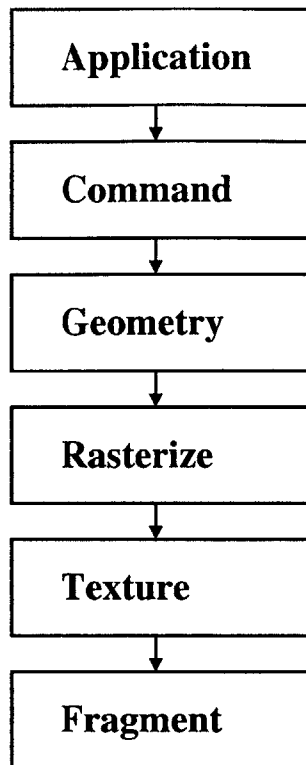 Application
Command
Geometry
Rasterize
Texture
Fragment